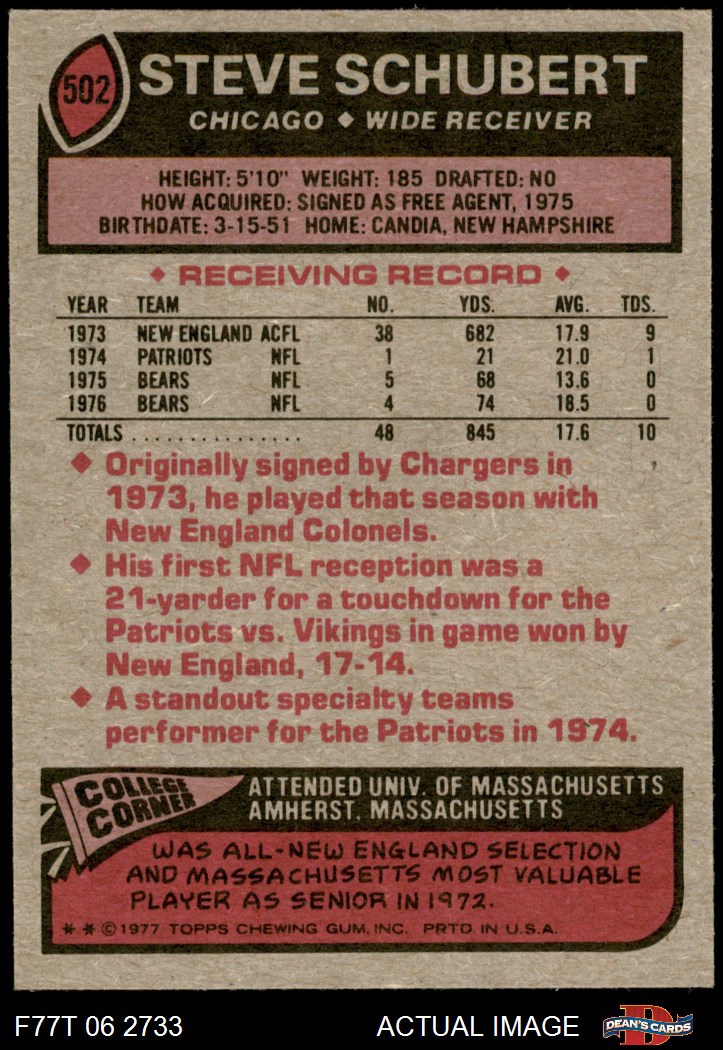 502
STEVE SCHUBERT
CHICAGO ♦ WIDE RECEIVER
HEIGHT: 5'10" WEIGHT: 185 DRAFTED: NO
HOW ACQUIRED: SIGNED AS FREE AGENT, 1975
BIRTHDATE: 3-15-51 HOME: CANDIA, NEW HAMPSHIRE
♦ RECEIVING RECORD ♦
YEAR TEAM NO. YDS. AVG. TDS.
1973 NEW ENGLAND ACFL 38 682 17.9 9
1974 PATRIOTS NFL 1 21 21.0 1
1975 BEARS NFL 5 68 13.6 0
1976 BEARS NFL 4 74 18.5 0
TOTALS . . . . . . . . . . . . . . . 48 845 17.6 10
♦ Originally signed by Chargers in
1973, he played that season with
New England Colonels.
♦ His first NFL reception was a
21-yarder for a touchdown for the
Patriots vs. Vikings in game won by
New England, 17-14.
♦ A standout specialty teams
performer for the Patriots in 1974.
COLLEGE
CORNER
ATTENDED UNIV. OF MASSACHUSETTS
AMHERST, MASSACHUSETTS
WAS ALL-NEW ENGLAND SELECTION
AND MASSACHUSETTS MOST VALUABLE
PLAYER AS SENIOR IN 1972.
* * © 1977 TOPPS CHEWING GUM, INC. PRTD. IN U.S.A.
F77T 06 2733 ACTUAL IMAGE
D
DEAN'S CARDS